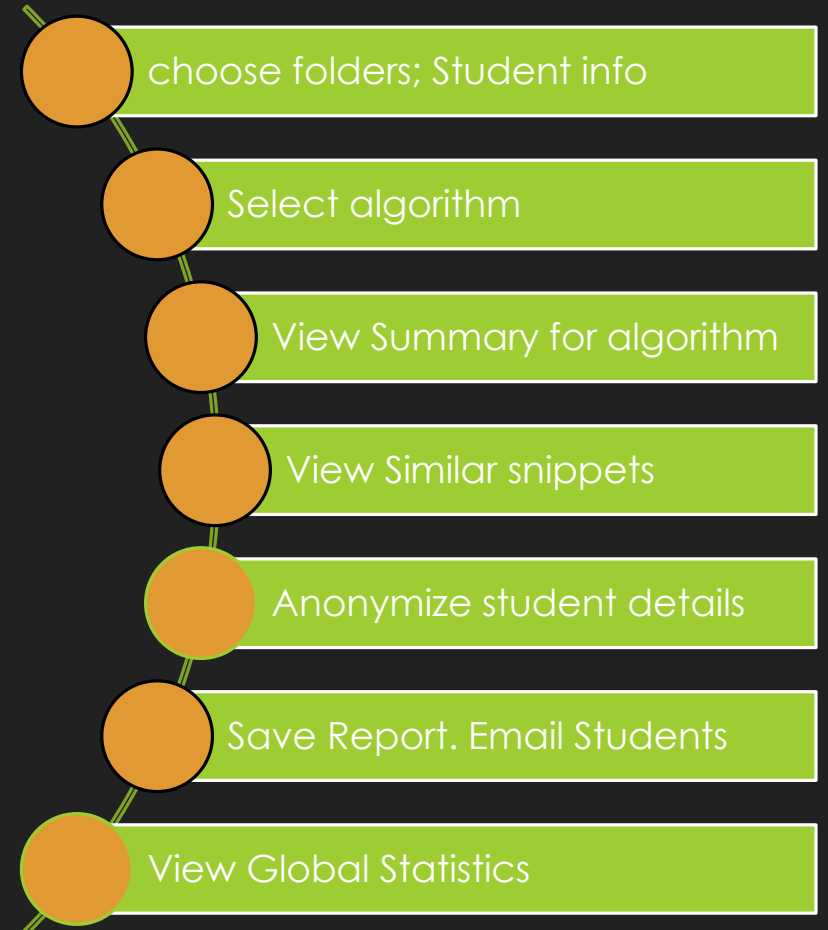 choose folders; Student info
Select algorithm
View Summary for algorithm
View Similar snippets
Anonymize student details
Save Report. Email Students
View Global Statistics